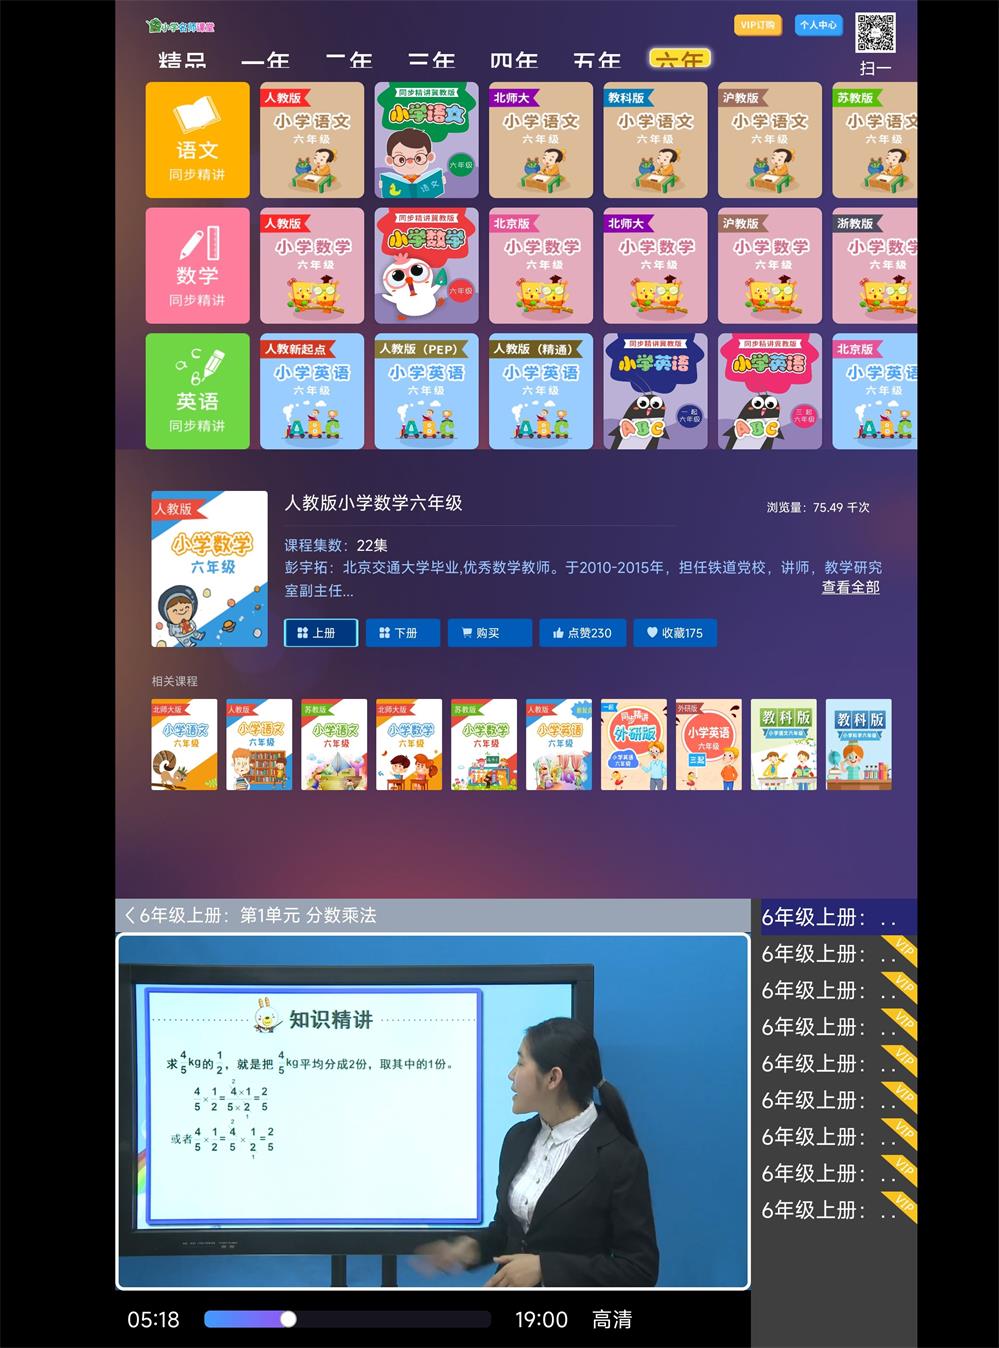 小学名师课堂
VIP订购
个人中心
精品 一年 二年 三年 四年 五年 六年 扫一
语文
同步精讲
人教版
小学语文
六年级
同步精讲冀教版
小学语文
六年级
语文
北师大
小学语文
六年级
教科版
小学语文
六年级
沪教版
小学语文
六年级
苏教版
小学语文
六年级
数学
同步精讲
人教版
小学数学
六年级
同步精讲冀教版
小学数学
六年级
北京版
小学数学
六年级
北师大
小学数学
六年级
沪教版
小学数学
六年级
浙教版
小学数学
六年级
A B C
英语
同步精讲
人教新起点
小学英语
六年级
ABC
人教版（PEP）
小学英语
六年级
ABC
人教版（精通）
小学英语
六年级
ABC
同步精讲冀教版
小学英语
一起
六年级
ABC
同步精讲冀教版
小学英语
三起
六年级
ABC
北京版
小学英语
六年级
人教版
小学数学
六年级
人教版小学数学六年级
浏览量：75.49 千次
课程集数：22集
彭宇拓：北京交通大学毕业,优秀数学教师。于2010-2015年，担任铁道党校，讲师，教学研究
室副主任...
查看全部
上册 下册 购买 点赞230 收藏175
相关课程
北师大版
小学语文
六年级
人教版
小学语文
六年级
苏教版
小学语文
六年级
北师大版
小学数学
六年级
苏教版
小学数学
六年级
人教版
小学英语
六年级
一起
同步精讲
外研版
小学英语
六年级
外研版
小学英语
六年级
三起
教科版
小学语文六年级
教科版
小学科学六年级
6年级上册：第1单元 分数乘法
知识精讲
求4/5kg的1/2，就是把4/5kg平均分成2份，取其中的1份。
4/5×1/2=4×1/5×2=2/5
或者4/5×1/2=4/5×1/2=2/5
6年级上册：..
6年级上册：.. VIP
6年级上册：.. VIP
6年级上册：.. VIP
6年级上册：.. VIP
6年级上册：.. VIP
6年级上册：.. VIP
6年级上册：.. VIP
6年级上册：.. VIP
05:18 19:00 高清